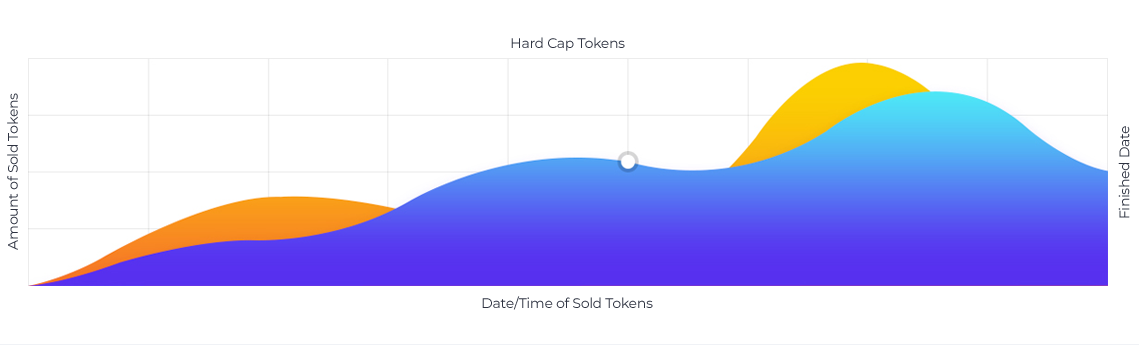 Hard Cap Tokens
Amount of Sold Tokens
Finished Date
Date/Time of Sold Tokens